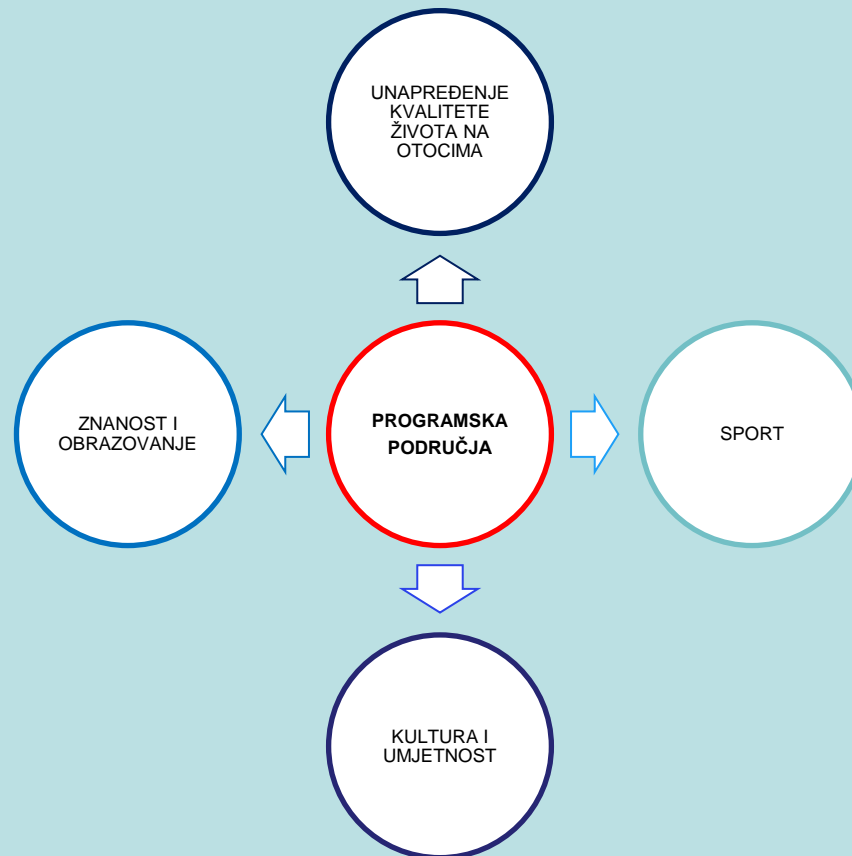 UNAPREĐENJE
KVALITETE
ŽIVOTA NA
OTOCIMA
ZNANOST I
OBRAZOVANJE
PROGRAMSKA
PODRUČJA
SPORT
KULTURA I
UMJETNOST